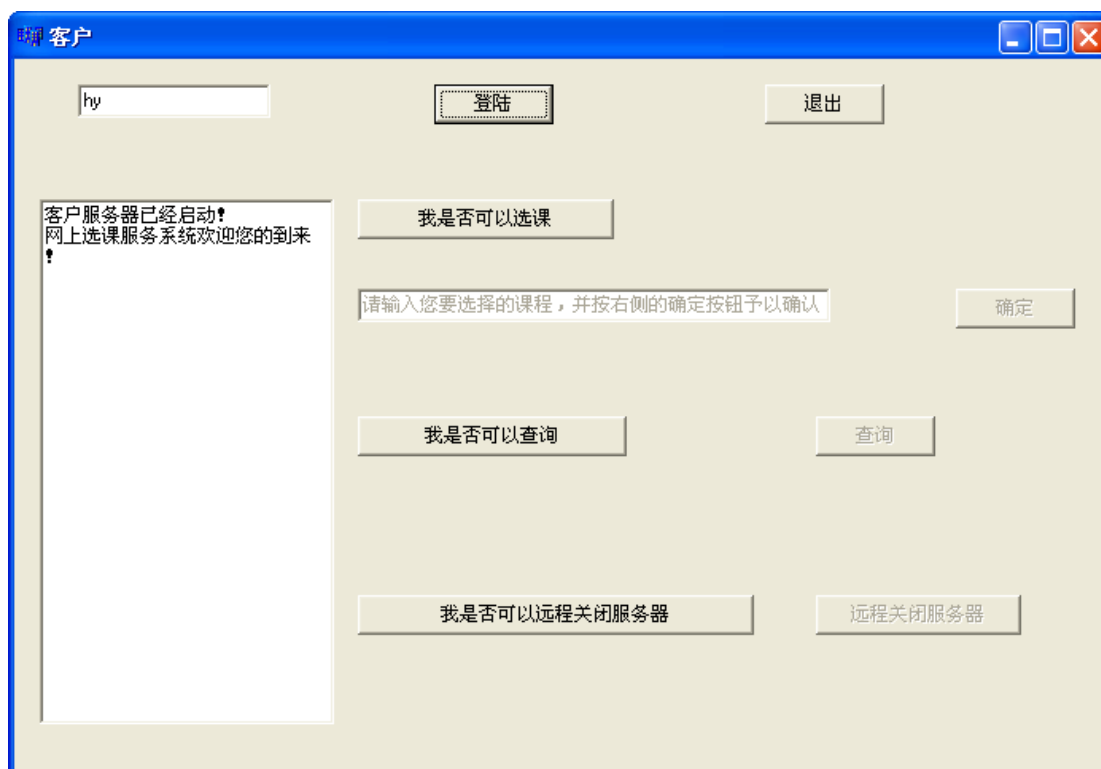 客户
hy
登陆
退出
客户服务器已经启动!
网上选课服务系统欢迎您的到来
!
我是否可以选课
请输入您要选择的课程，并按右侧的确定按钮予以确认
确定
我是否可以查询
查询
我是否可以远程关闭服务器
远程关闭服务器